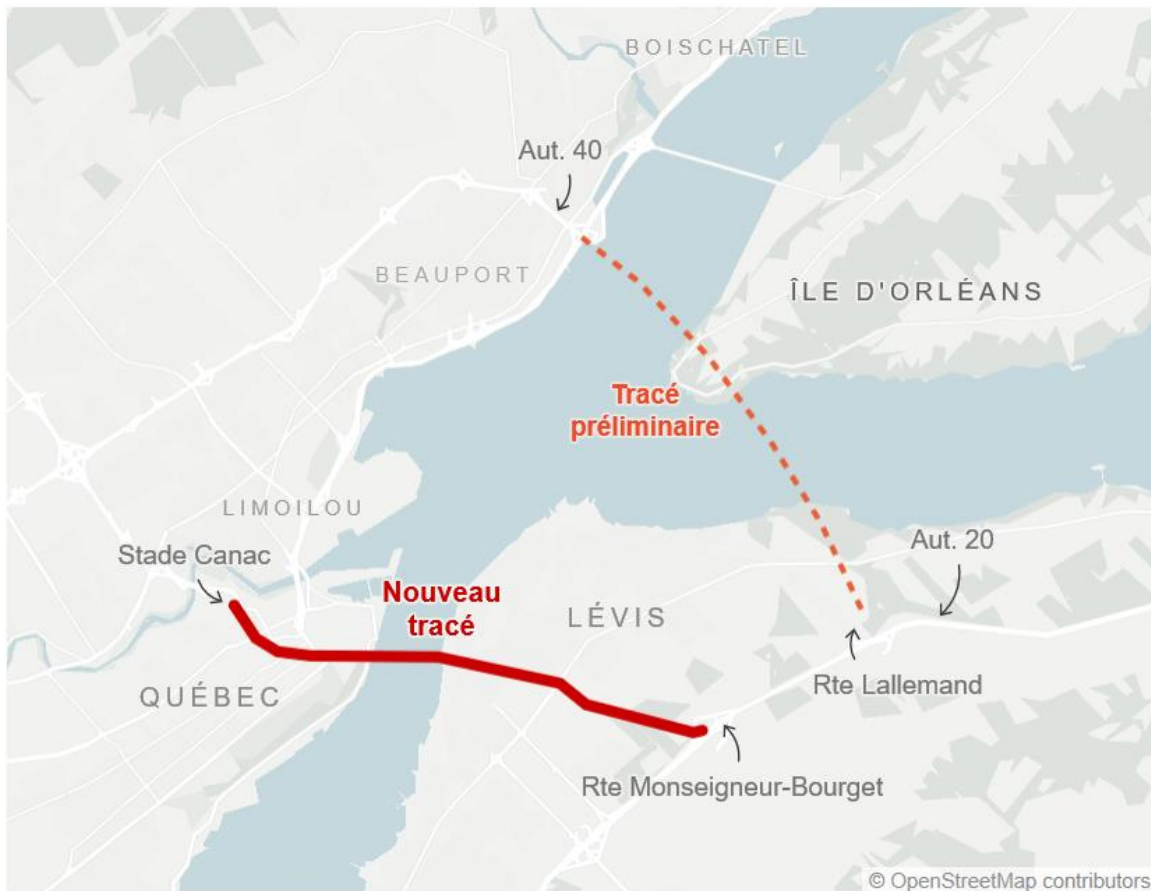 BOISCHATEL
Aut. 40
BEAUPORT
ÎLE D'ORLÉANS
Tracé
préliminaire
LIMOILOU
Stade Canac
Aut. 20
Nouveau
tracé
LÉVIS
QUÉBEC
Rte Lallemand
Rte Monseigneur-Bourget
© OpenStreetMap contributors